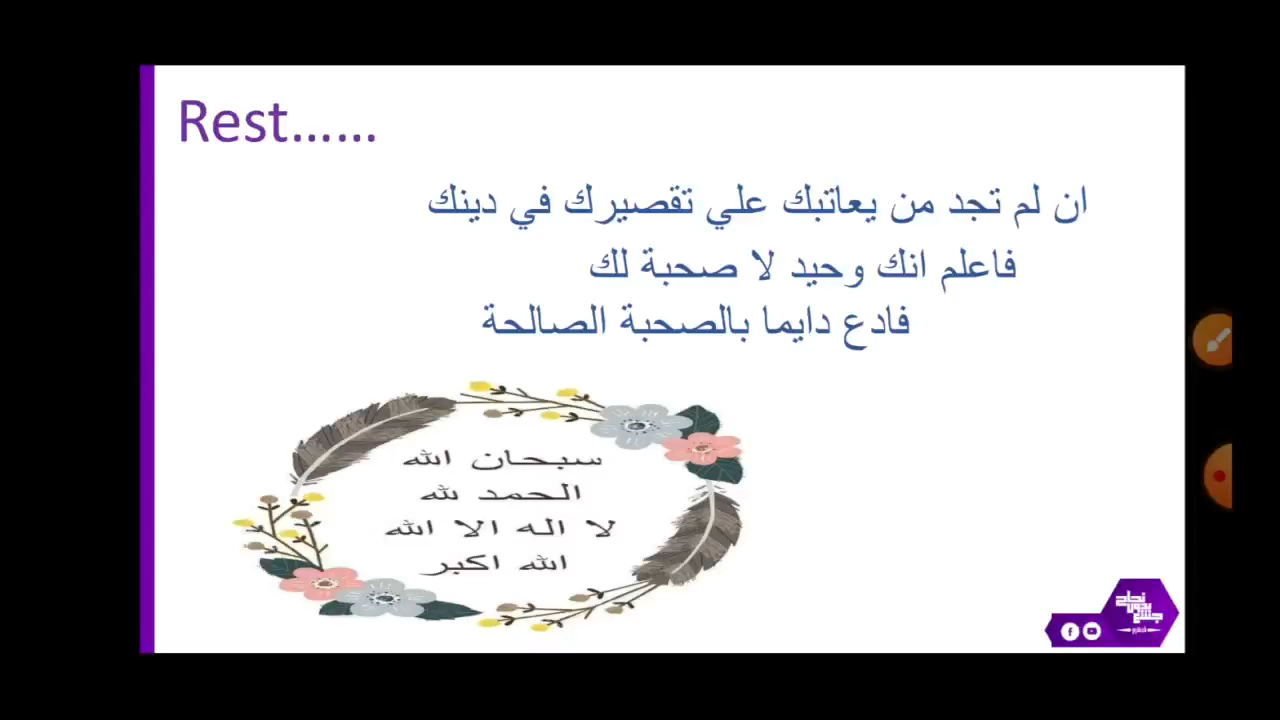 Rest......
ان لم تجد من يعاتبك علي تقصيرك في دينك
فاعلم انك وحيد لا صحبة لك
فادع دايما بالصحبة الصالحة
سبحان الله
الحمد لله
لا اله الا الله
الله اكبر